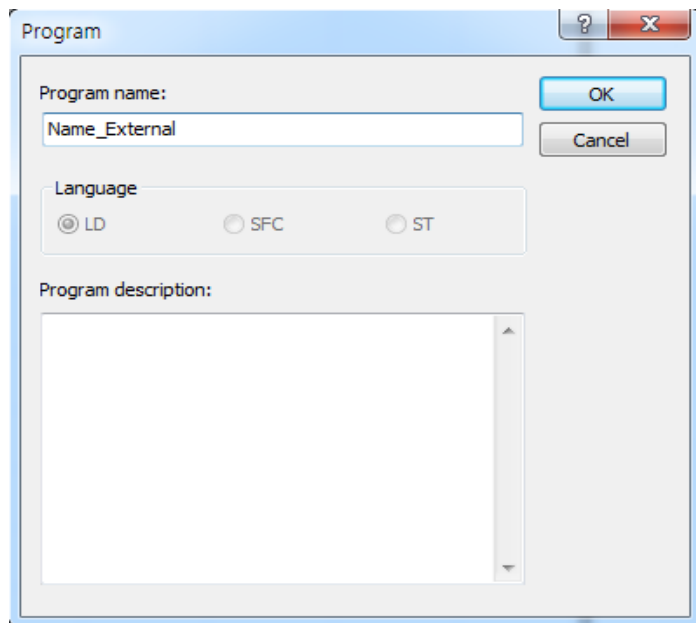 Program
Program name:
OK
Name_External
Cancel
Language
LD SFC ST
Program description: